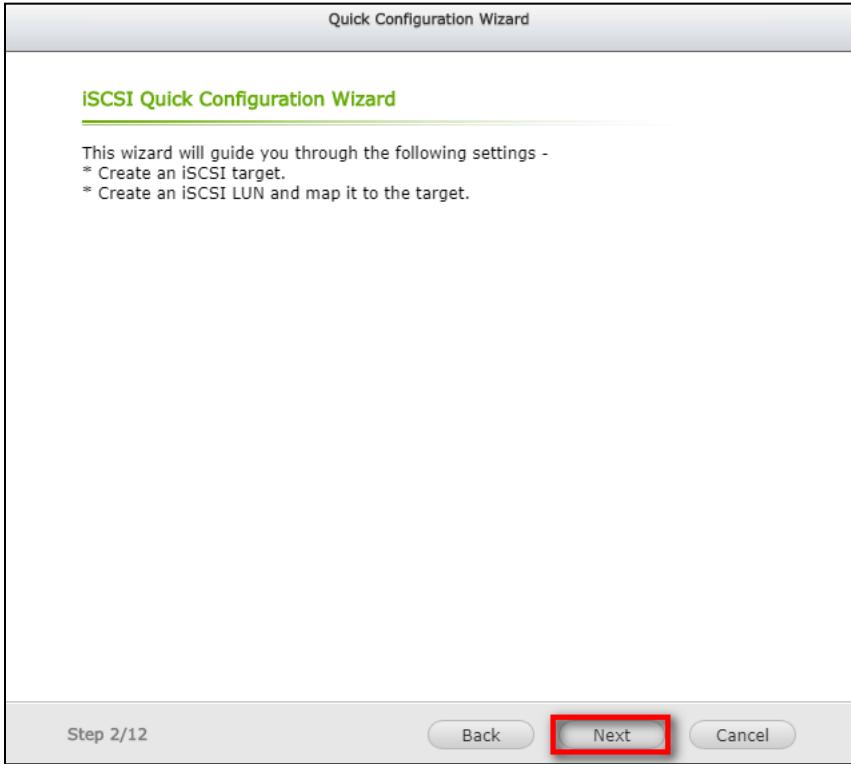 Quick Configuration Wizard
iSCSI Quick Configuration Wizard
This wizard will guide you through the following settings -
* Create an iSCSI target.
* Create an iSCSI LUN and map it to the target.
Step 2/12
Back
Next
Cancel